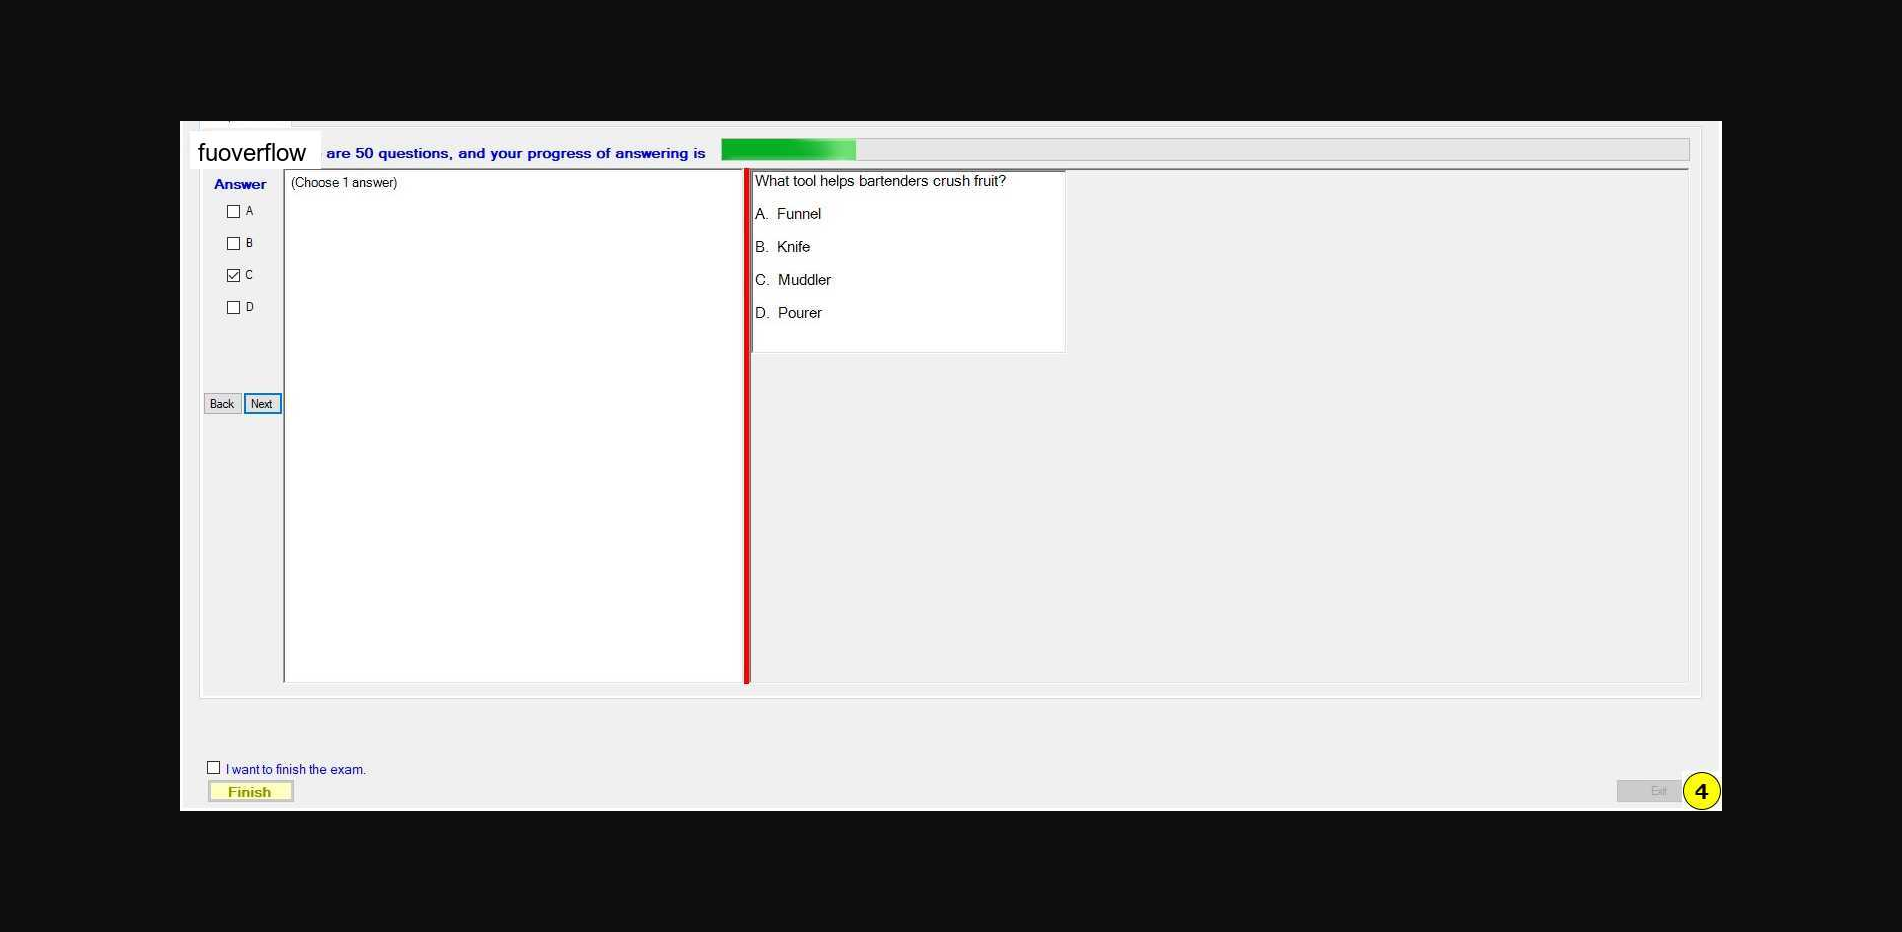 fuoverflow are 50 questions, and your progress of answering is
Answer
(Choose 1 answer)
A
B
C
D
Back Next
What tool helps bartenders crush fruit?
A. Funnel
B. Knife
C. Muddler
D. Pourer
I want to finish the exam.
Finish
Exit
4